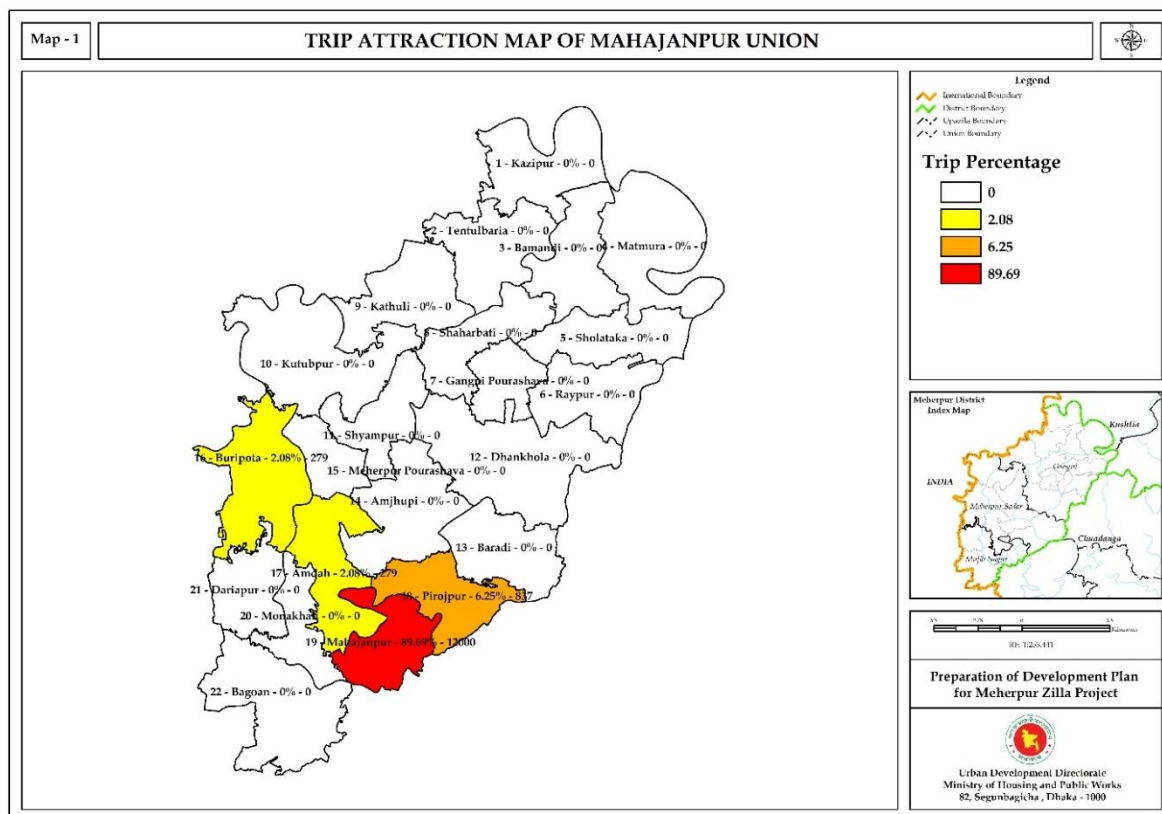 Map - 1
TRIP ATTRACTION MAP OF MAHAJANPUR UNION
1 - Kazipur - 0% - 0
2 - Tentulbaria - 0% - 0
3 - Bamandi - 0% - 0
4 - Matmura - 0% - 0
9 - Kathuli - 0% - 0
8 - Shaharbati - 0% - 0
5 - Sholataka - 0% - 0
10 - Kutubpur - 0% - 0
7 - Gangni Pourashava - 0% - 0
6 - Raypur - 0% - 0
11 - Shyampur - 0% - 0
16 - Buripota - 2.08% - 279
12 - Dhankhola - 0% - 0
15 - Meherpur Pourashava - 0% - 0
14 - Amjhupi - 0% - 0
13 - Baradi - 0% - 0
17 - Amdah - 2.08% - 279
21 - Dariapur - 0% - 0
18 - Pirojpur - 6.25% - 837
20 - Monakhali - 0% - 0
19 - Mahajanpur - 89.69% - 12000
22 - Bagoan - 0% - 0
Legend
International Boundary
District Boundary
Upazila Boundary
Union Boundary
Trip Percentage
0
2.08
6.25
89.69
Meherpur District
Index Map
Kushtia
Gangni
INDIA
Meherpur Sadar
Chuadanga
Mujib Nagar
0
Kilometers
RF: 1:253,441
Preparation of Development Plan
for Meherpur Zilla Project
Urban Development Directorate
Ministry of Housing and Public Works
82, Segunbagicha , Dhaka - 1000